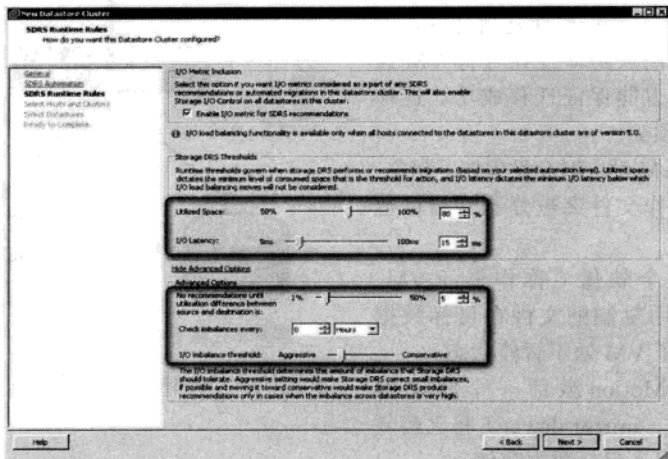 New Datastore Cluster
SDRS Runtime Rules
How do you want this Datastore Cluster configured?
General
SDRS Automation
SDRS Runtime Rules
Select Hosts and Clusters
Select Datastores
Ready to Complete
I/O Metric Inclusion
Select this option if you want I/O metrics considered as a part of any SDRS
recommendations or automated migrations in this datastore cluster. This will also enable
Storage I/O Control on all datastores in this cluster.
Enable I/O metric for SDRS recommendations
I/O load balancing functionality is available only when all hosts connected to the datastores in this datastore cluster are of version 5.0.
Storage DRS Thresholds
Runtime thresholds govern when storage DRS performs or recommends migrations (based on your selected automation level). Utilized space
dictates the minimum level of consumed space that is the threshold for action, and I/O latency dictates the minimum I/O latency below which
I/O load balancing moves will not be considered.
Utilized Space: 50% 100% 80 %
I/O Latency: 5ms 100ms 15 ms
Hide Advanced Options
Advanced Options
No recommendations until
utilization difference between
source and destination is: 1% 50% 5 %
Check imbalances every: 8 Hours
I/O imbalance threshold: Aggressive Conservative
The I/O imbalance threshold determines the amount of imbalance that Storage DRS
should tolerate. Aggressive setting would make Storage DRS correct small imbalances,
if possible and moving it toward conservative would make Storage DRS produce
recommendations only in cases when the imbalance across datastores is very high.
Help < Back Next > Cancel